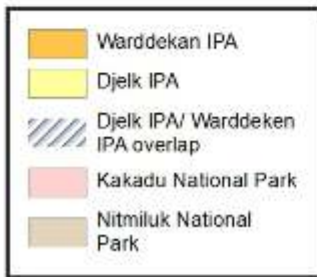 Warddekan IPA
Djelk IPA
Djelk IPA/ Warddeken
IPA overlap
Kakadu National Park
Nitmiluk National
Park